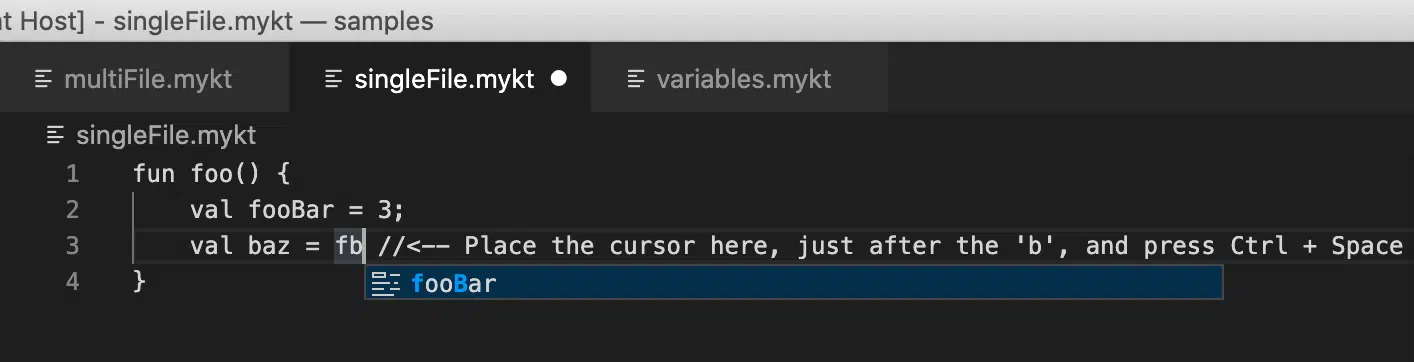 t Host] - singleFile.mykt — samples
multiFile.mykt singleFile.mykt variables.mykt
singleFile.mykt
1 fun foo() {
2 val fooBar = 3;
3 val baz = fb //<-- Place the cursor here, just after the 'b', and press Ctrl + Space
fooBar
4 }